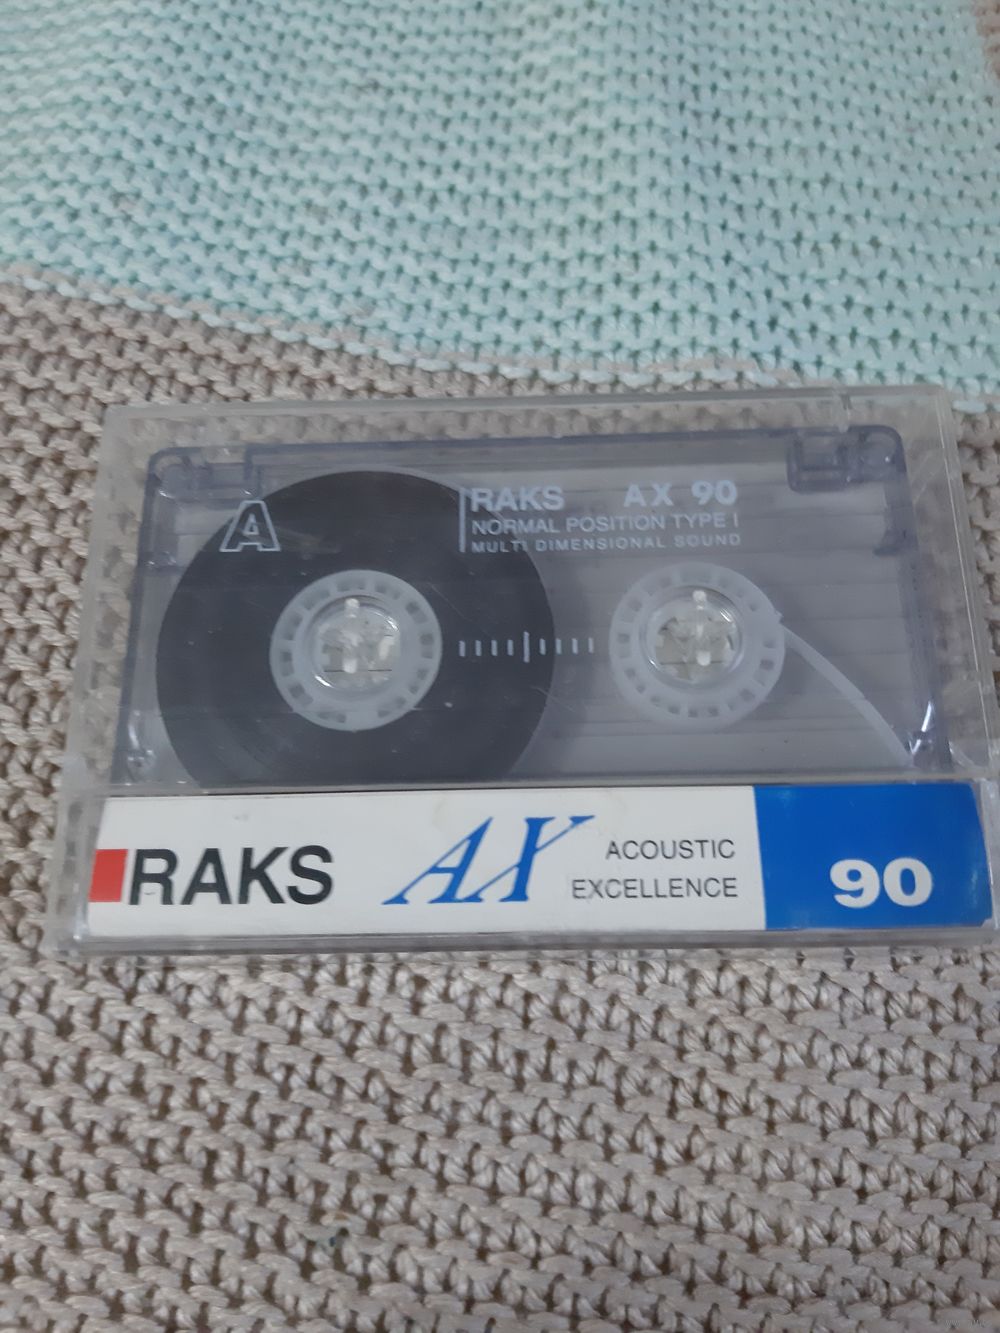 A
RAKS AX 90
NORMAL POSITION TYPE I
MULTI DIMENSIONAL SOUND
RAKS AX ACOUSTIC EXCELLENCE 90